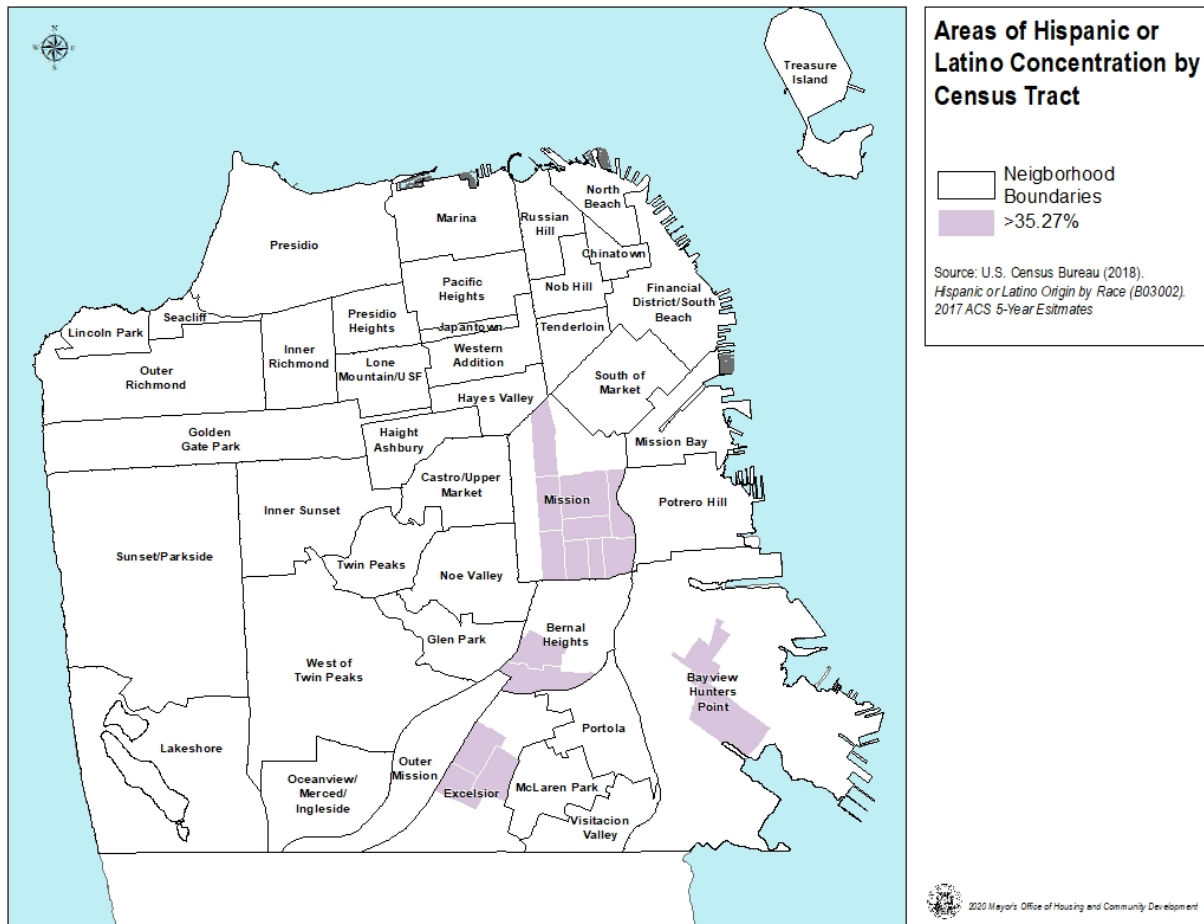 N
W
E
S
Treasure
Island
North
Beach
Marina
Russian
Hill
Presidio
Chinatown
Pacific
Heights
Nob Hill
Financial
District/South
Beach
Seacliff
Presidio
Heights
Lincoln Park
Japantown
Tenderloin
Inner
Richmond
Western
Addition
Outer
Richmond
Lone
Mountain/USF
South of
Market
Hayes Valley
Golden
Gate Park
Haight
Ashbury
Mission Bay
Castro/Upper
Market
Mission
Potrero Hill
Inner Sunset
Sunset/Parkside
Twin Peaks
Noe Valley
Glen Park
Bernal
Heights
West of
Twin Peaks
Bayview
Hunters
Point
Portola
Lakeshore
Outer
Mission
Oceanview/
Merced/
Ingleside
Excelsior
McLaren Park
Visitacion
Valley
Areas of Hispanic or
Latino Concentration by
Census Tract
Neigborhood
Boundaries
>35.27%
Source: U.S. Census Bureau (2018).
Hispanic or Latino Origin by Race (B03002).
2017 ACS 5-Year Esitmates
2020 Mayor's Office of Housing and Community Development